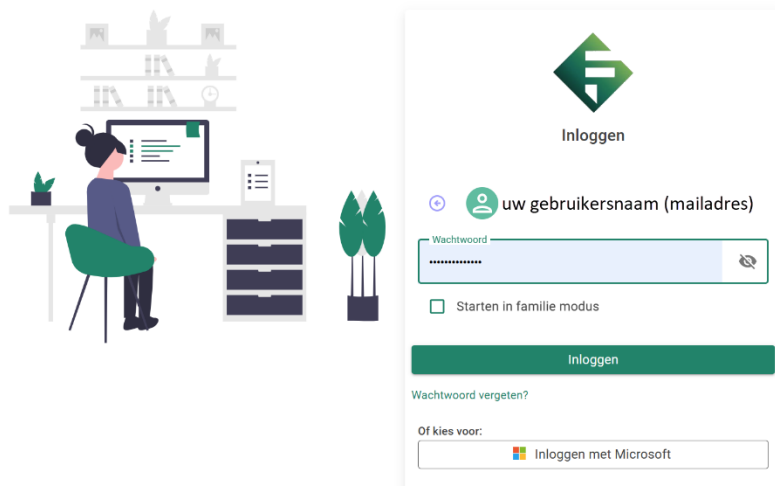 Inloggen
uw gebruikersnaam (mailadres)
Wachtwoord
••••••••••••••
Starten in familie modus
Inloggen
Wachtwoord vergeten?
Of kies voor:
Inloggen met Microsoft